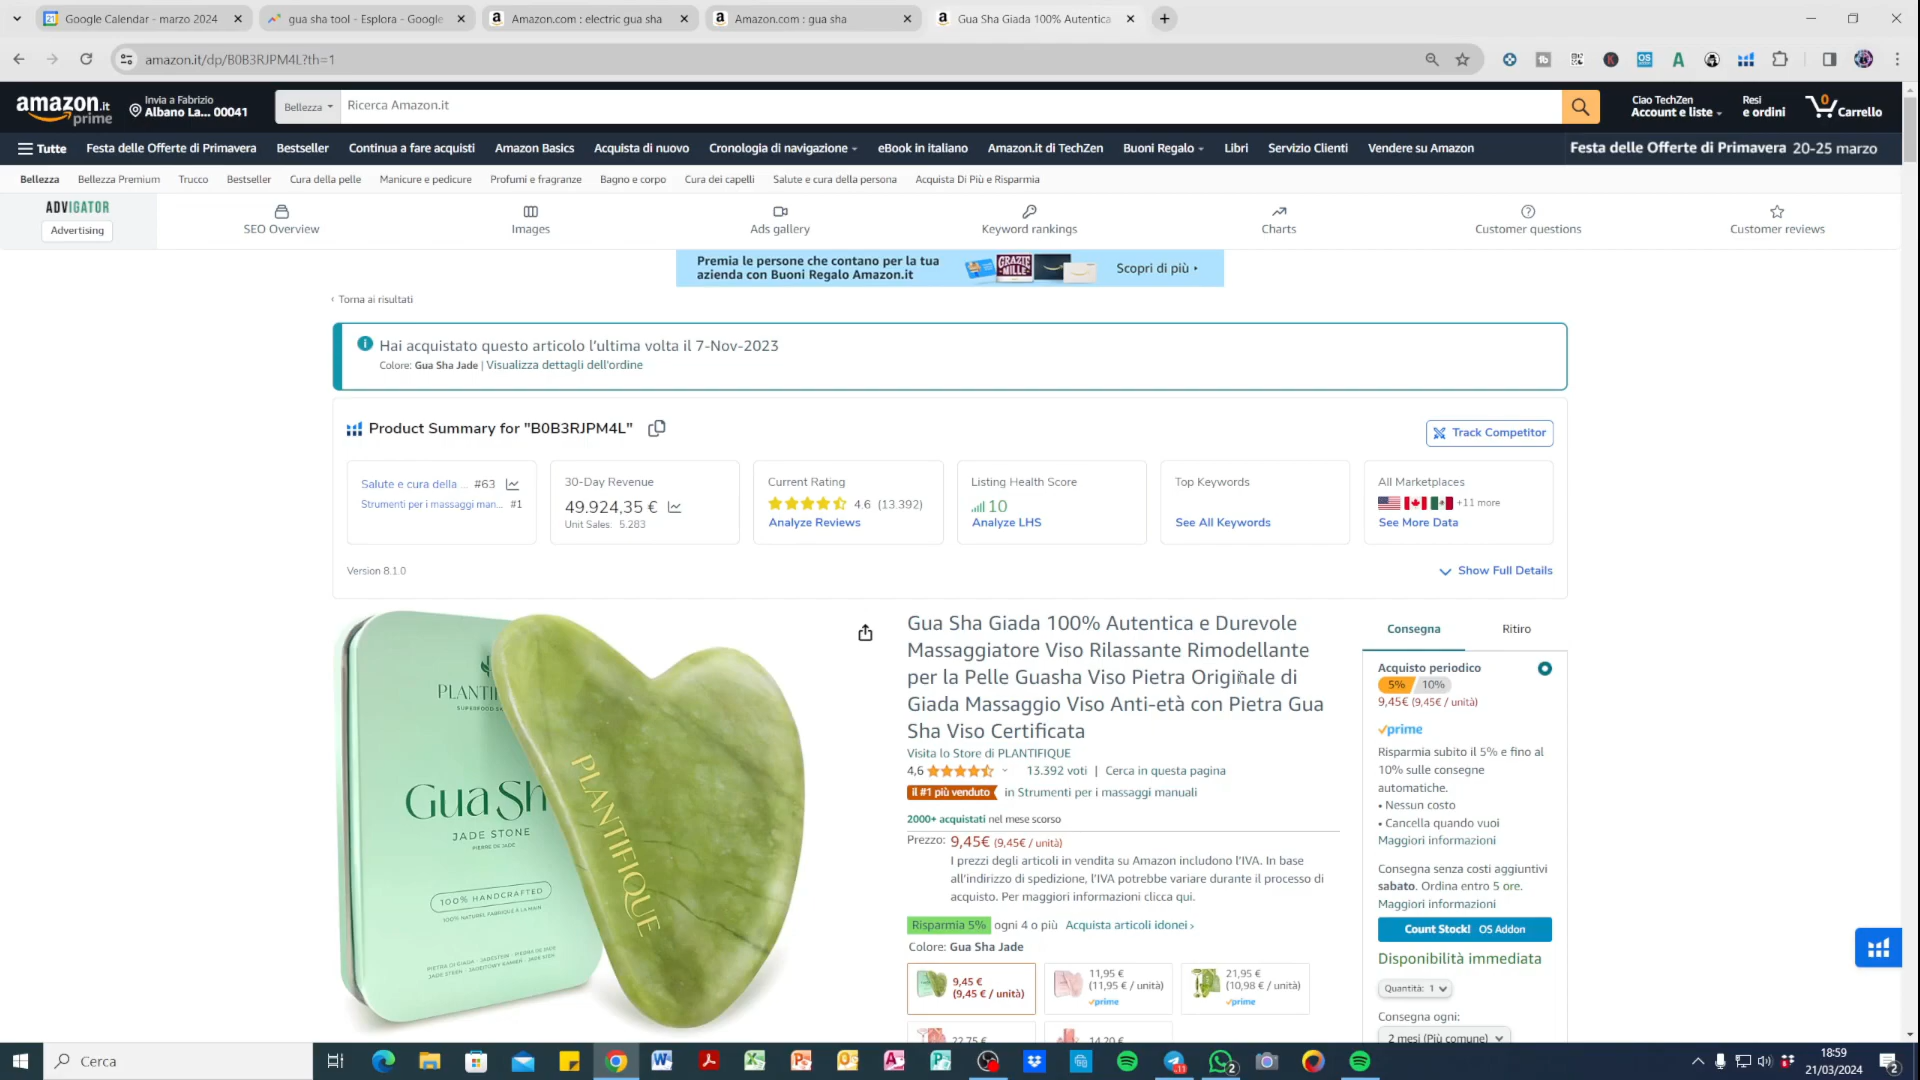 Google Calendar - marzo 2024
gua sha tool - Esplora - Google
Amazon.com : electric gua sha
Amazon.com : gua sha
Gua Sha Giada 100% Autentica
amazon.it/dp/B0B3RJPM4L?th=1
amazon.it
prime
Invia a Fabrizio
Albano La... 00041
Bellezza
Ricerca Amazon.it
Ciao TechZen
Account e liste
Resi
e ordini
0
Carrello
Tutte
Festa delle Offerte di Primavera
Bestseller
Continua a fare acquisti
Amazon Basics
Acquista di nuovo
Cronologia di navigazione
eBook in italiano
Amazon.it di TechZen
Buoni Regalo
Libri
Servizio Clienti
Vendere su Amazon
Festa delle Offerte di Primavera 20-25 marzo
Bellezza
Bellezza Premium
Trucco
Bestseller
Cura della pelle
Manicure e pedicure
Profumi e fragranze
Bagno e corpo
Cura dei capelli
Salute e cura della persona
Acquista Di Più e Risparmia
ADVIGATOR
Advertising
SEO Overview
Images
Ads gallery
Keyword rankings
Charts
Customer questions
Customer reviews
Premia le persone che contano per la tua
azienda con Buoni Regalo Amazon.it
GRAZIE
MILLE
Scopri di più ›
‹ Torna ai risultati
Hai acquistato questo articolo l'ultima volta il 7-Nov-2023
Colore: Gua Sha Jade | Visualizza dettagli dell'ordine
Product Summary for "B0B3RJPM4L"
Track Competitor
Salute e cura della ... #63
Strumenti per i massaggi man... #1
30-Day Revenue
49.924,35 €
Unit Sales: 5.283
Current Rating
4.6 (13.392)
Analyze Reviews
Listing Health Score
10
Analyze LHS
Top Keywords
See All Keywords
All Marketplaces
+11 more
See More Data
Version 8.1.0
Show Full Details
PLANTI
Gua Sh
JADE STONE
PIERRE DE JADE
100% HANDCRAFTED
PLANTIFIQUE
Gua Sha Giada 100% Autentica e Durevole
Massaggiatore Viso Rilassante Rimodellante
per la Pelle Guasha Viso Pietra Originale di
Giada Massaggio Viso Anti-età con Pietra Gua
Sha Viso Certificata
Visita lo Store di PLANTIFIQUE
4,6
13.392 voti | Cerca in questa pagina
il #1 più venduto in Strumenti per i massaggi manuali
2000+ acquistati nel mese scorso
Prezzo: 9,45€ (9,45€ / unità)
I prezzi degli articoli in vendita su Amazon includono l'IVA. In base
all'indirizzo di spedizione, l'IVA potrebbe variare durante il processo di
acquisto. Per maggiori informazioni clicca qui.
Risparmia 5% ogni 4 o più Acquista articoli idonei ›
Colore: Gua Sha Jade
9,45 €
(9,45 € / unità)
11,95 €
(11,95 € / unità)
prime
21,95 €
(10,98 € / unità)
prime
22,75 €
14,20 €
Consegna
Ritiro
Acquisto periodico
5% 10%
9,45€ (9,45€ / unità)
prime
Risparmia subito il 5% e fino al
10% sulle consegne
automatiche.
• Nessun costo
• Cancella quando vuoi
Maggiori informazioni
Consegna senza costi aggiuntivi
sabato. Ordina entro 5 ore.
Maggiori informazioni
Count Stock! OS Addon
Disponibilità immediata
Quantità: 1
Consegna ogni:
2 mesi (Più comune)
Cerca
18:59
21/03/2024